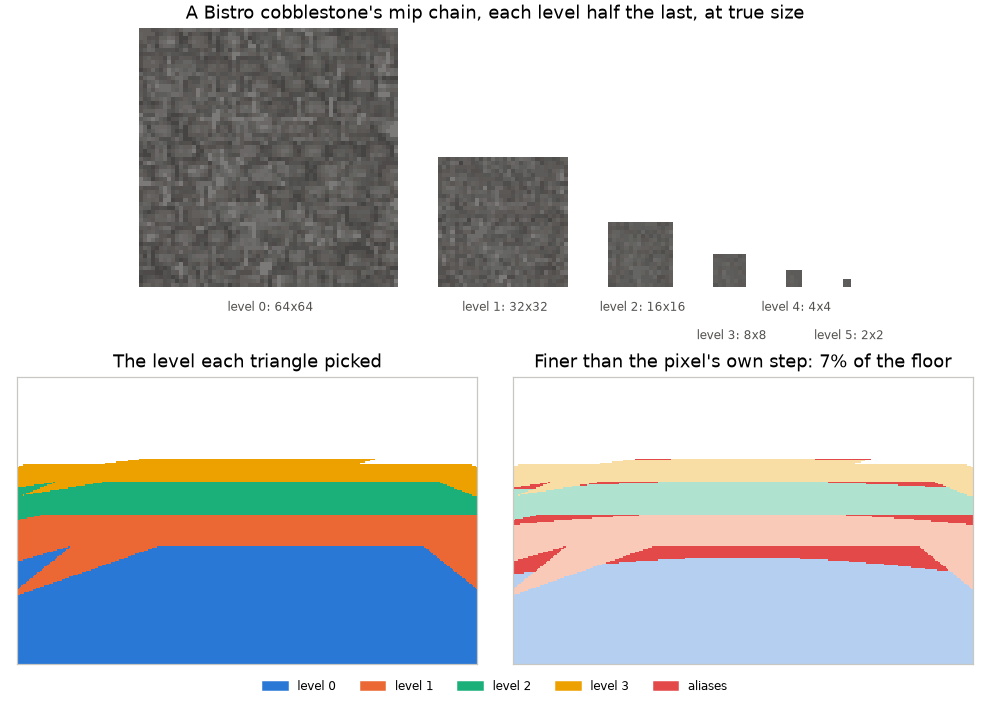 A Bistro cobblestone's mip chain, each level half the last, at true size
level 0: 64x64
level 1: 32x32
level 2: 16x16
level 4: 4x4
level 3: 8x8
level 5: 2x2
The level each triangle picked
Finer than the pixel's own step: 7% of the floor
level 0
level 1
level 2
level 3
aliases